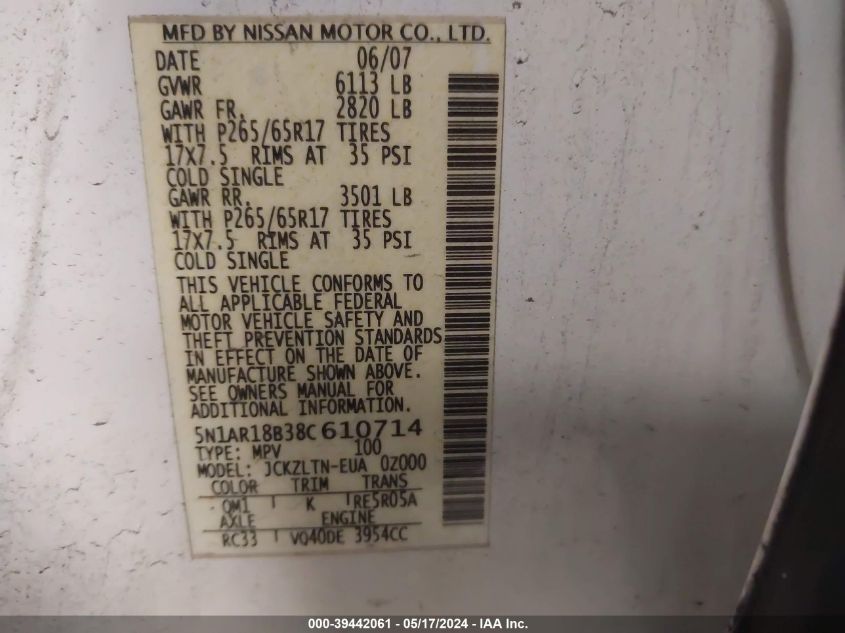 MFD BY NISSAN MOTOR CO., LTD.
DATE 06/07
GVWR 6113 LB
GAWR FR. 2820 LB
WITH P265/65R17 TIRES
17X7.5 RIMS AT 35 PSI
COLD SINGLE
GAWR RR. 3501 LB
WITH P265/65R17 TIRES
17X7.5 RIMS AT 35 PSI
COLD SINGLE
THIS VEHICLE CONFORMS TO
ALL APPLICABLE FEDERAL
MOTOR VEHICLE SAFETY AND
THEFT PREVENTION STANDARDS
IN EFFECT ON THE DATE OF
MANUFACTURE SHOWN ABOVE.
SEE OWNERS MANUAL FOR
ADDITIONAL INFORMATION.
5N1AR18B38C610714
TYPE: MPV 100
MODEL: JCKZLTN-EUA 0Z000
COLOR TRIM TRANS
QM1 K RE5R05A
AXLE ENGINE
RC33 VQ40DE 3954CC
000-39442061 - 05/17/2024 - IAA Inc.